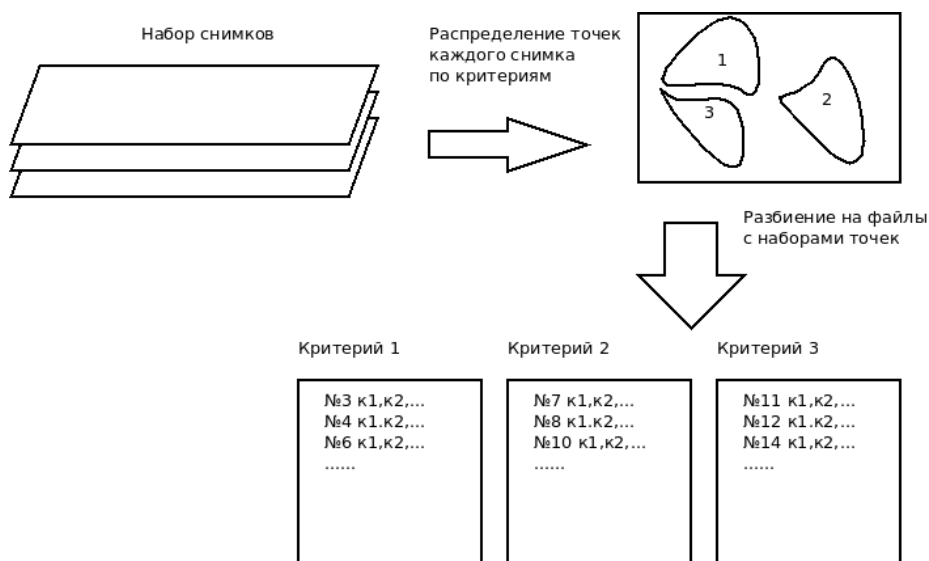 Набор снимков
Распределение точек
каждого снимка
по критериям
1
2
3
Разбиение на файлы
с наборами точек
Критерий 1
Критерий 2
Критерий 3
№3 к1,к2,...
№4 к1.к2,...
№6 к1,к2,...
......
№7 к1,к2,...
№8 к1.к2,...
№10 к1,к2,...
......
№11 к1,к2,...
№12 к1.к2,...
№14 к1,к2,...
......